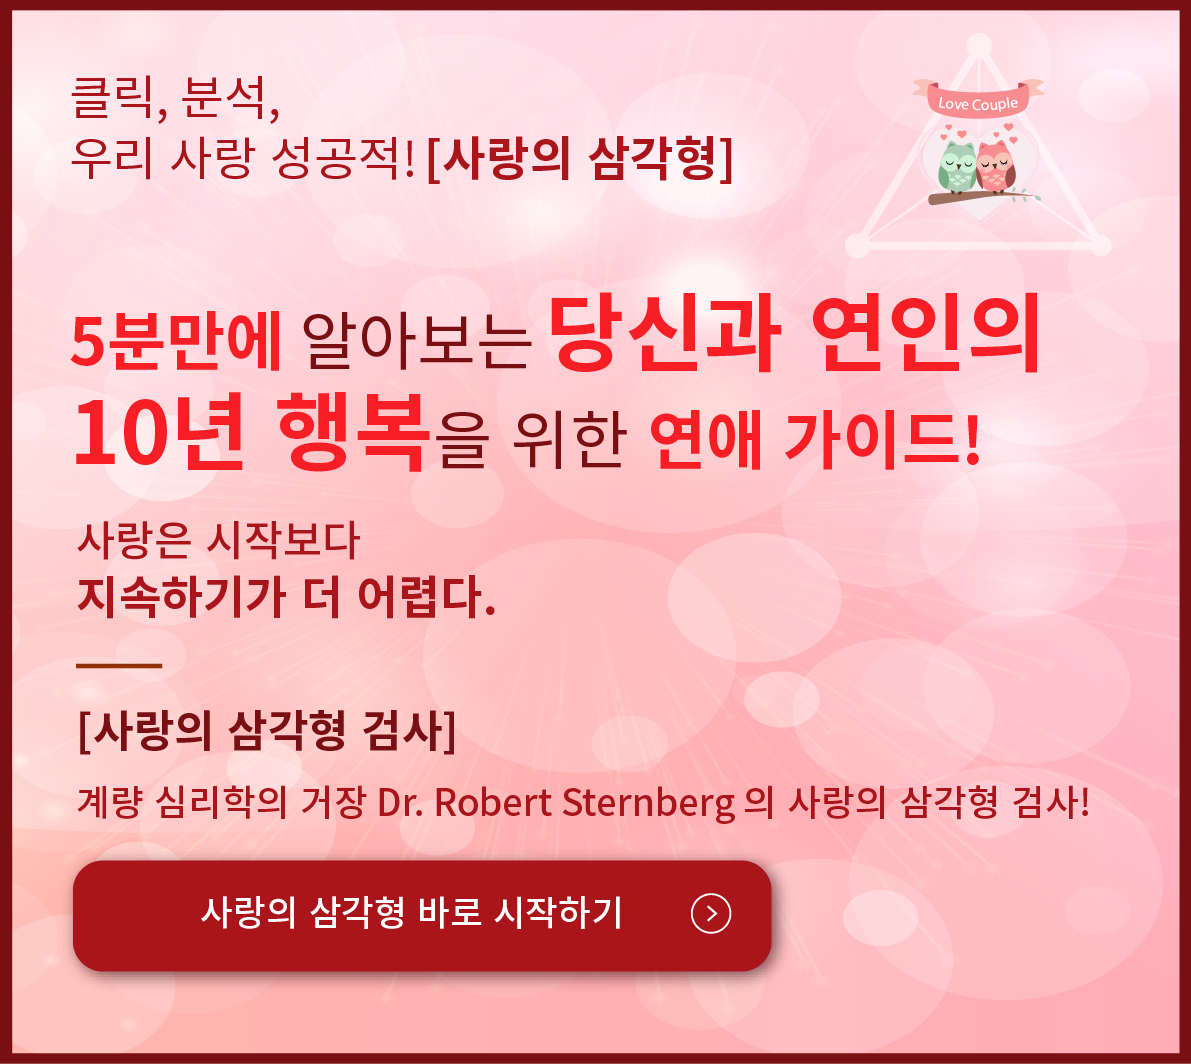 클릭, 분석,
우리 사랑 성공적! [사랑의 삼각형]
Love Couple
5분만에 알아보는 당신과 연인의
10년 행복을 위한 연애 가이드!
사랑은 시작보다
지속하기가 더 어렵다.
[사랑의 삼각형 검사]
계량 심리학의 거장 Dr. Robert Sternberg 의 사랑의 삼각형 검사!
사랑의 삼각형 바로 시작하기